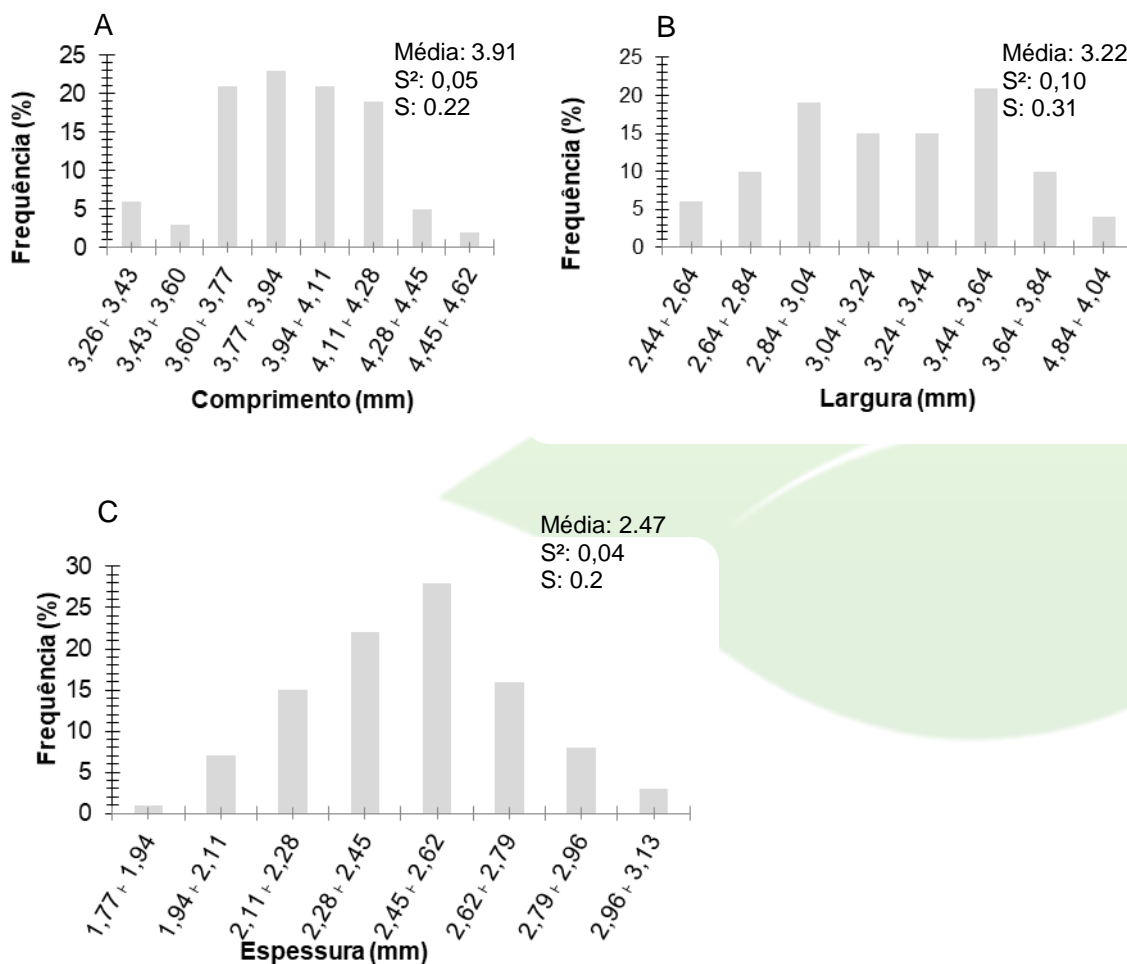 A
Média: 3.91
S²: 0,05
S: 0.22
Frequência (%)
25
20
15
10
5
0
3,26 ⊦ 3,43
3,43 ⊦ 3,60
3,60 ⊦ 3,77
3,77 ⊦ 3,94
3,94 ⊦ 4,11
4,11 ⊦ 4,28
4,28 ⊦ 4,45
4,45 ⊦ 4,62
Comprimento (mm)
B
Média: 3.22
S²: 0,10
S: 0.31
Frequência (%)
25
20
15
10
5
0
2,44 ⊦ 2,64
2,64 ⊦ 2,84
2,84 ⊦ 3,04
3,04 ⊦ 3,24
3,24 ⊦ 3,44
3,44 ⊦ 3,64
3,64 ⊦ 3,84
4,84 ⊦ 4,04
Largura (mm)
C
Média: 2.47
S²: 0,04
S: 0.2
Frequência (%)
30
25
20
15
10
5
0
1,77 ⊦ 1,94
1,94 ⊦ 2,11
2,11 ⊦ 2,28
2,28 ⊦ 2,45
2,45 ⊦ 2,62
2,62 ⊦ 2,79
2,79 ⊦ 2,96
2,96 ⊦ 3,13
Espessura (mm)